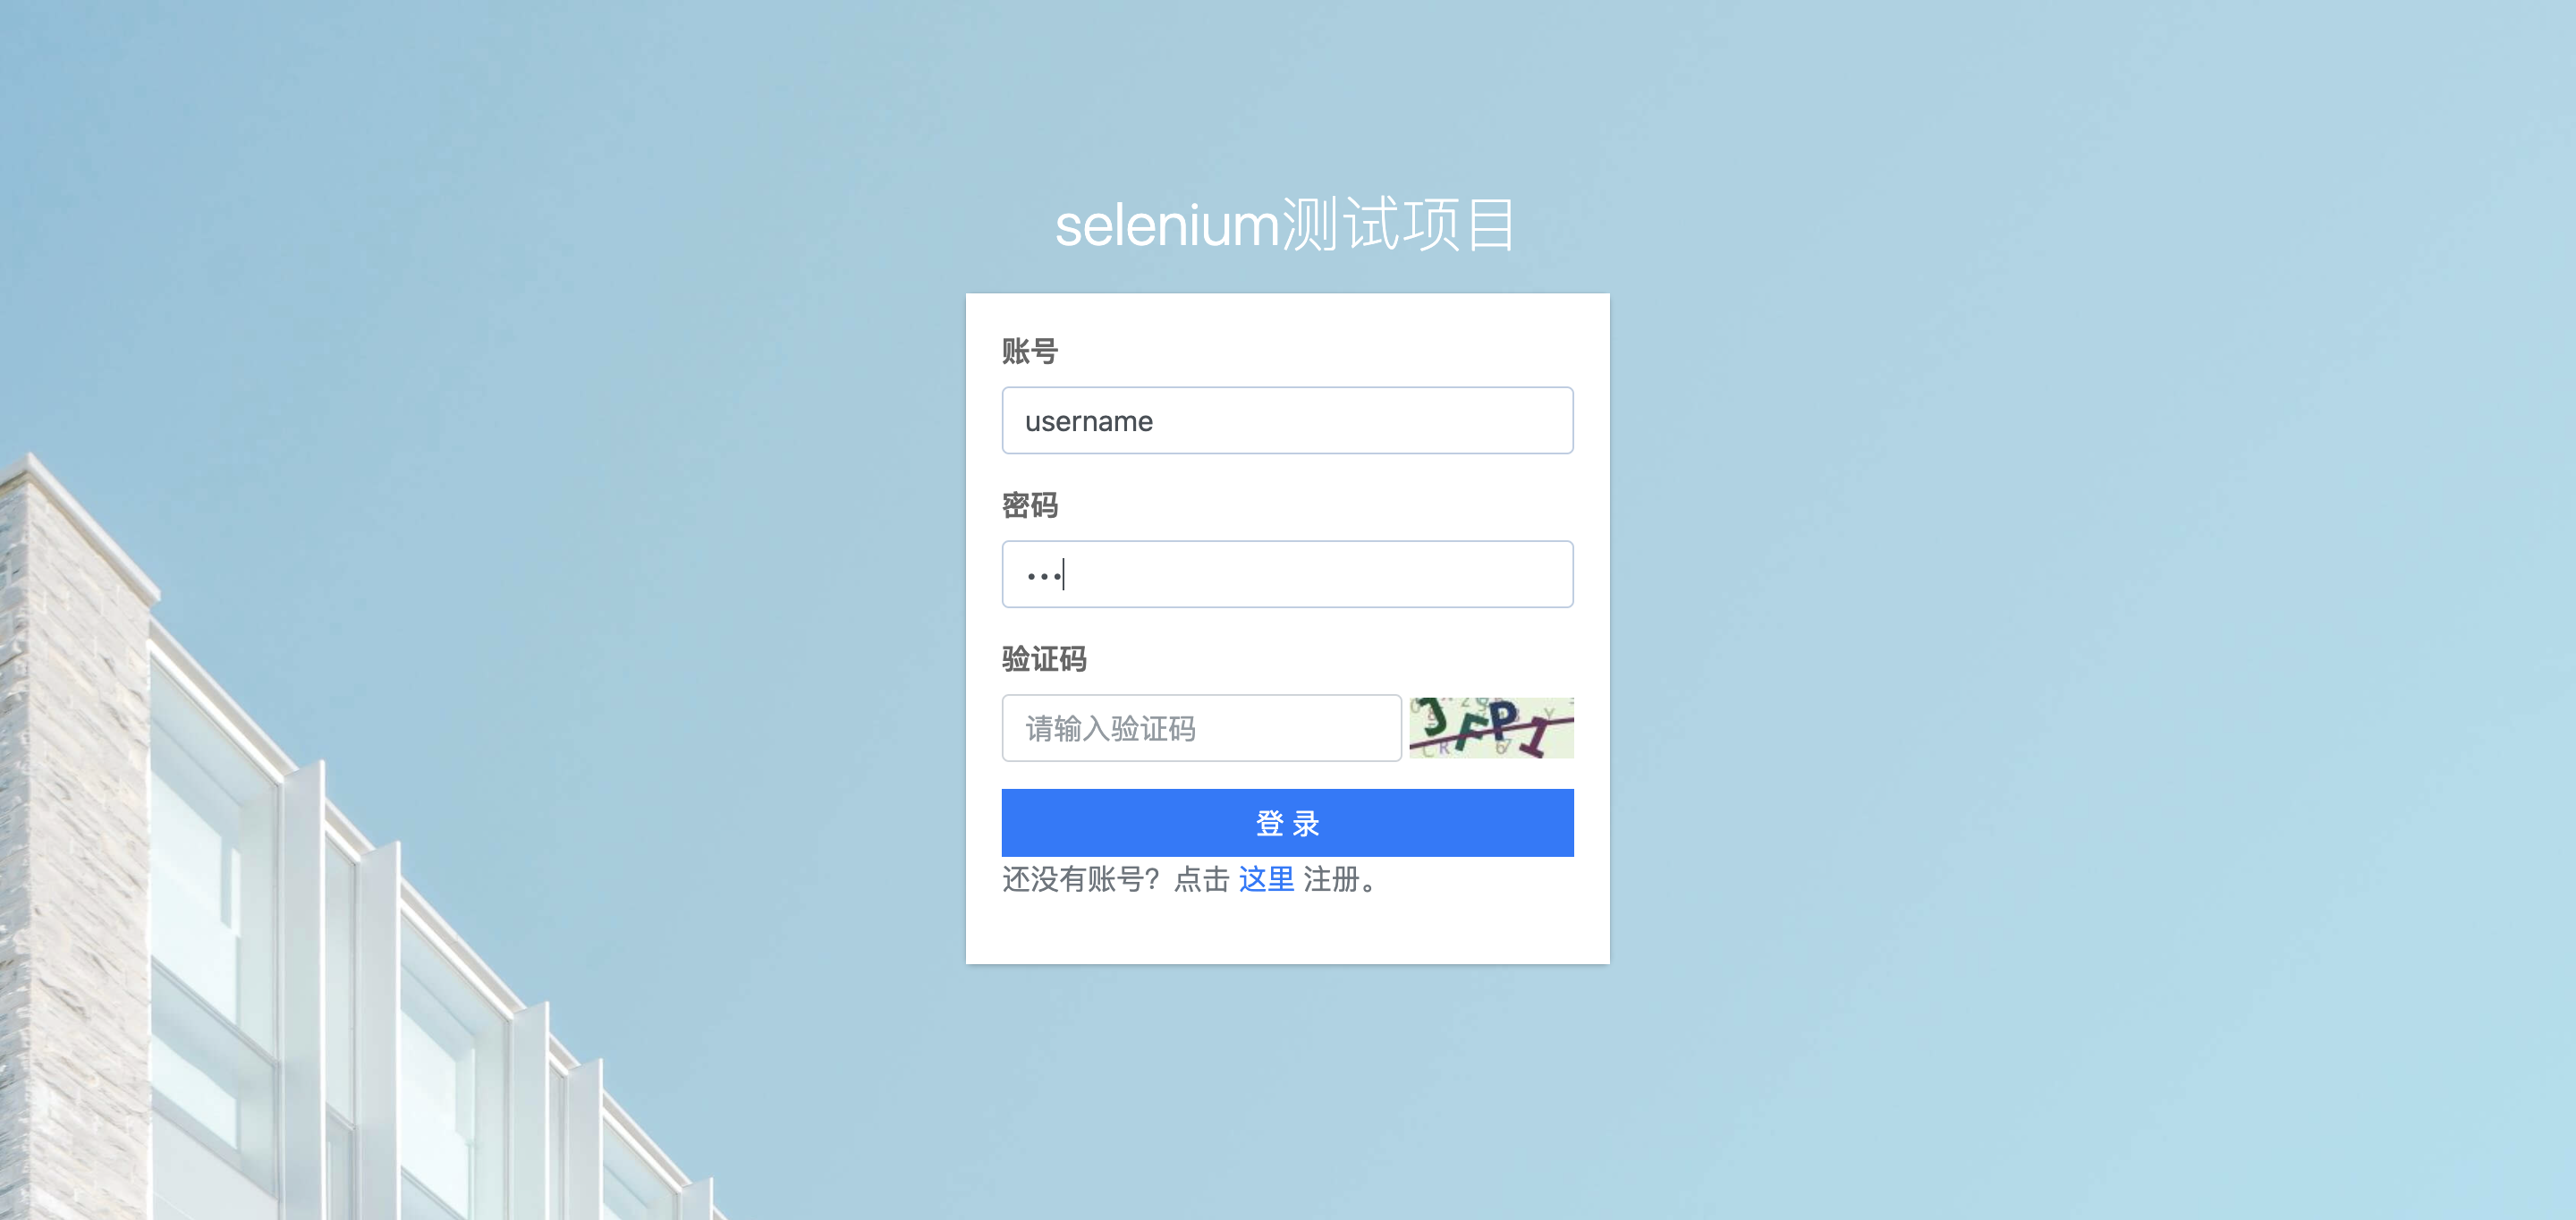 selenium测试项目
账号
username
密码
•••
验证码
请输入验证码
JFPI
登 录
还没有账号？点击 这里 注册。